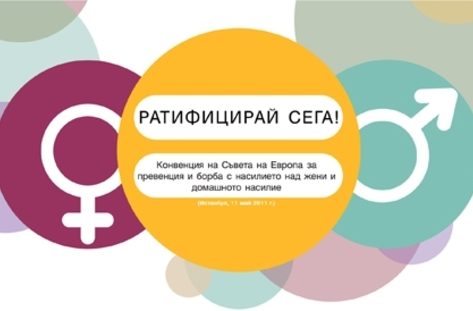 РАТИФИЦИРАЙ СЕГА!
Конвенция на Съвета на Европа за
превенция и борба с насилието над жени и
домашното насилие
(Истанбул, 11 май 2011 г.)